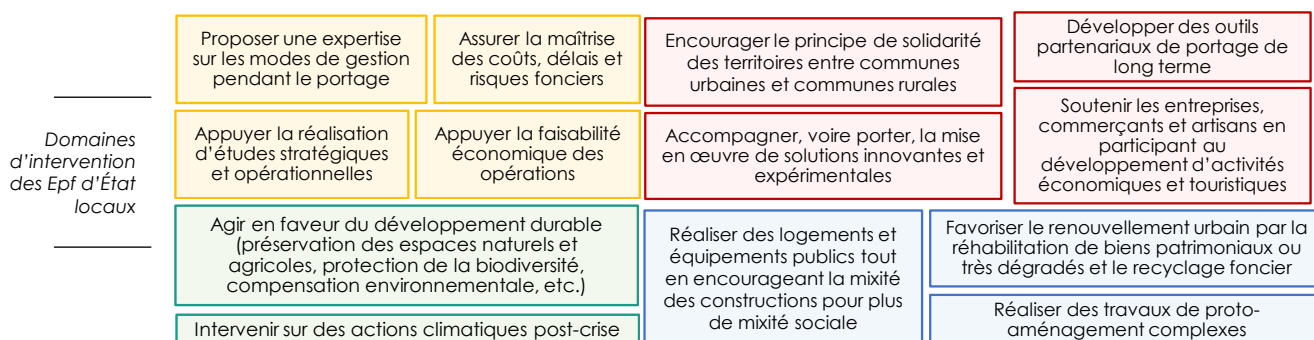 Domaines
d'intervention
des Epf d'État
locaux
Proposer une expertise
sur les modes de gestion
pendant le portage
Assurer la maîtrise
des coûts, délais et
risques fonciers
Encourager le principe de solidarité
des territoires entre communes
urbaines et communes rurales
Développer des outils
partenariaux de portage de
long terme
Appuyer la réalisation
d'études stratégiques
et opérationnelles
Appuyer la faisabilité
économique des
opérations
Accompagner, voire porter, la mise
en œuvre de solutions innovantes et
expérimentales
Soutenir les entreprises,
commerçants et artisans en
participant au
développement d'activités
économiques et touristiques
Agir en faveur du développement durable
(préservation des espaces naturels et
agricoles, protection de la biodiversité,
compensation environnementale, etc.)
Réaliser des logements et
équipements publics tout
en encourageant la mixité
des constructions pour plus
de mixité sociale
Favoriser le renouvellement urbain par la
réhabilitation de biens patrimoniaux ou
très dégradés et le recyclage foncier
Intervenir sur des actions climatiques post-crise
Réaliser des travaux de proto-
aménagement complexes